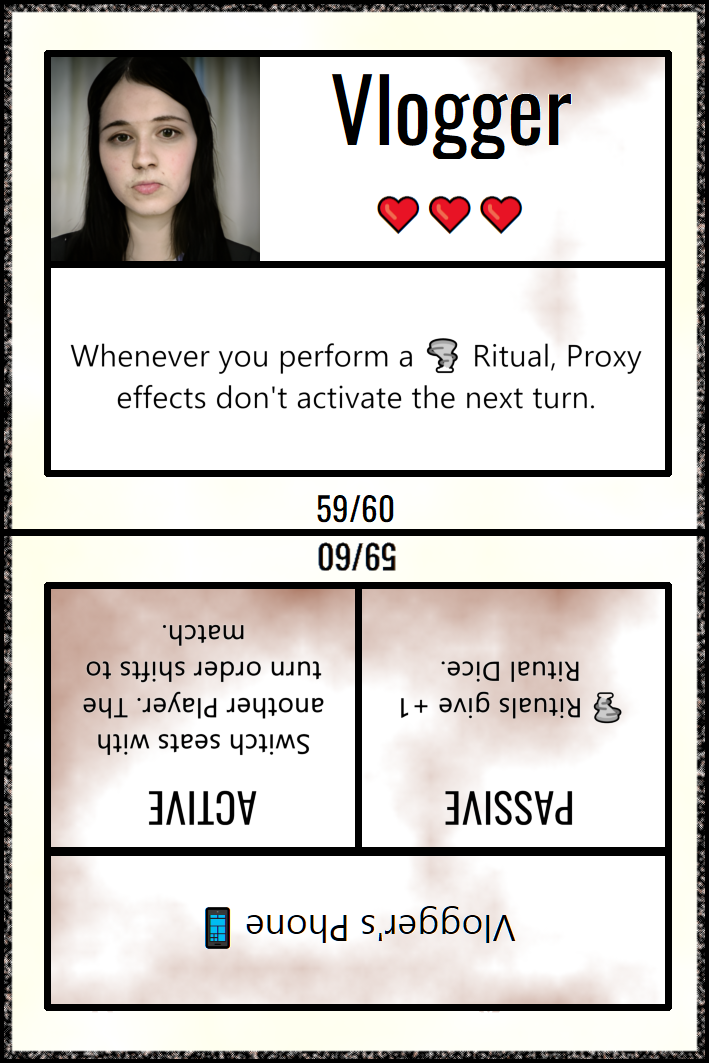 Vlogger
Whenever you perform a 🌪️ Ritual, Proxy
effects don't activate the next turn.
59/60
59/60
Vlogger's Phone
PASSIVE
🌪️ Rituals give +1
Ritual Dice.
ACTIVE
Switch seats with
another Player. The
turn order shifts to
match.